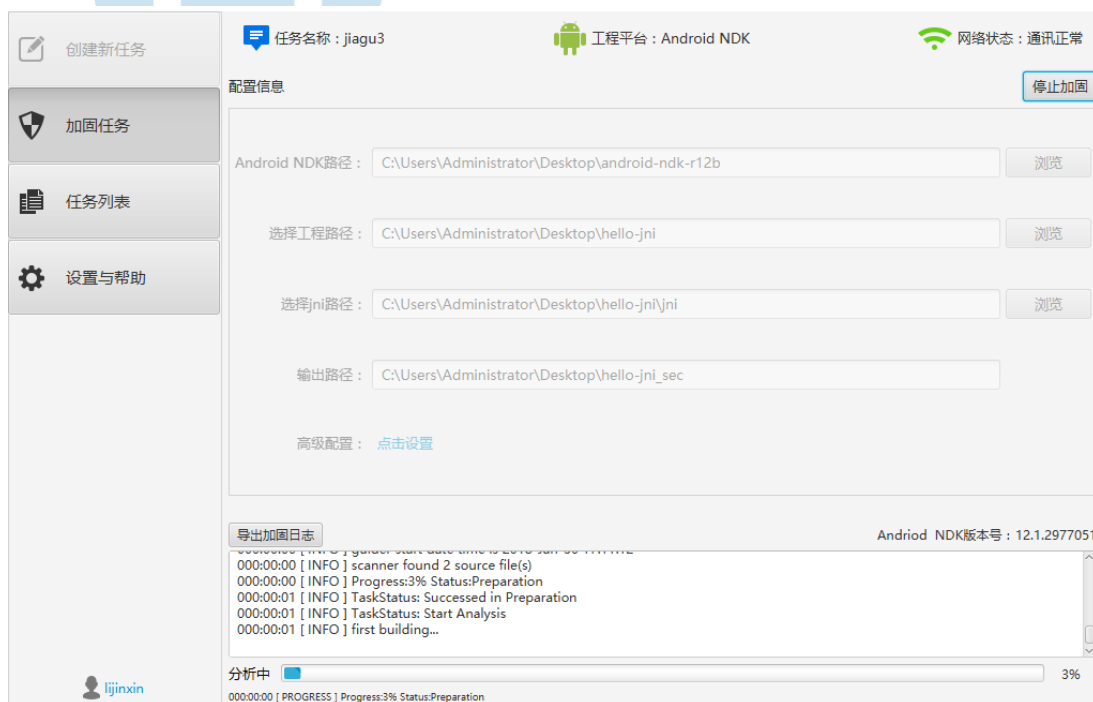 创建新任务
加固任务
任务列表
设置与帮助
lijinxin
任务名称：jiagu3
工程平台：Android NDK
网络状态：通讯正常
配置信息
停止加固
Android NDK路径： C:\Users\Administrator\Desktop\android-ndk-r12b 浏览
选择工程路径： C:\Users\Administrator\Desktop\hello-jni 浏览
选择jni路径： C:\Users\Administrator\Desktop\hello-jni\jni 浏览
输出路径： C:\Users\Administrator\Desktop\hello-jni_sec
高级配置： 点击设置
导出加固日志
Andriod NDK版本号：12.1.2977051
000:00:00 [ INFO ] scanner found 2 source file(s)
000:00:00 [ INFO ] Progress:3% Status:Preparation
000:00:01 [ INFO ] TaskStatus: Successed in Preparation
000:00:01 [ INFO ] TaskStatus: Start Analysis
000:00:01 [ INFO ] first building...
分析中 3%
000:00:00 [ PROGRESS ] Progress:3% Status:Preparation